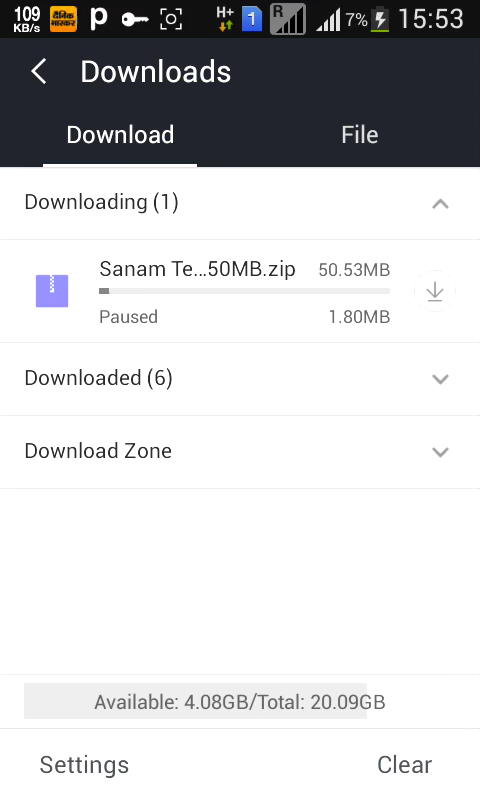 109
KB/s
दैनिक
भास्कर
p
H+
1
R
7%
15:53
Downloads
Download
File
Downloading (1)
Sanam Te...50MB.zip
50.53MB
Paused
1.80MB
Downloaded (6)
Download Zone
Available: 4.08GB/Total: 20.09GB
Settings
Clear